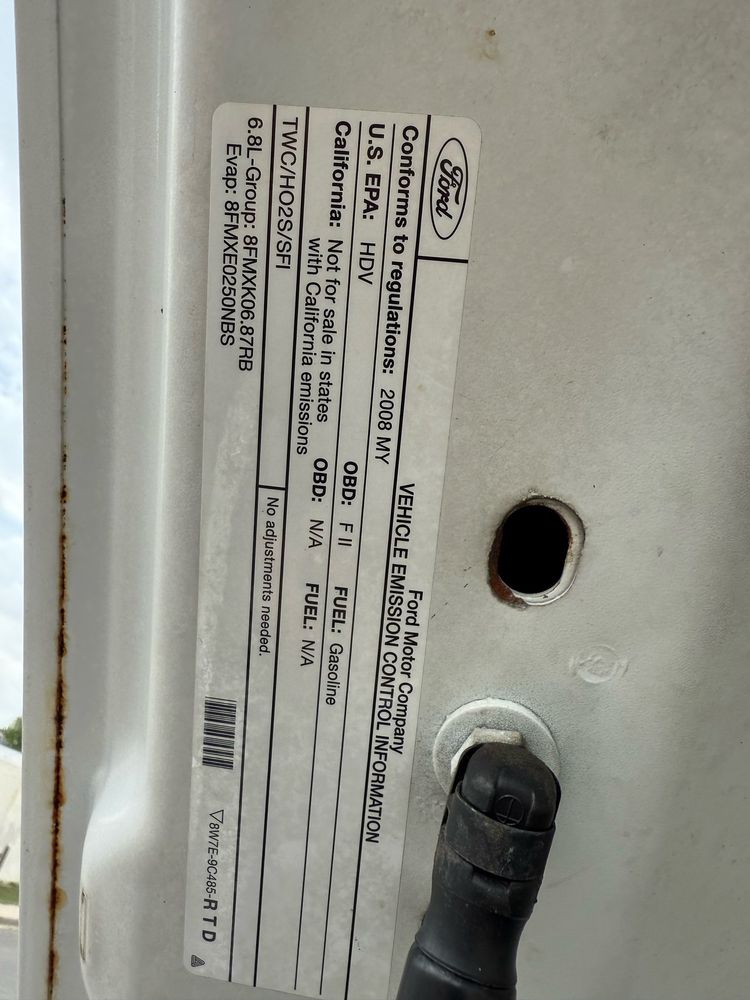 Ford
Ford Motor Company
VEHICLE EMISSION CONTROL INFORMATION
Conforms to regulations: 2008 MY
U.S. EPA: HDV OBD: F II FUEL: Gasoline
California: Not for sale in states with California emissions OBD: N/A FUEL: N/A
TWC/HO2S/SFI
No adjustments needed.
6.8L-Group: 8FMXK06.87RB
Evap: 8FMXE0250NBS
8W7E-9C485-R T D